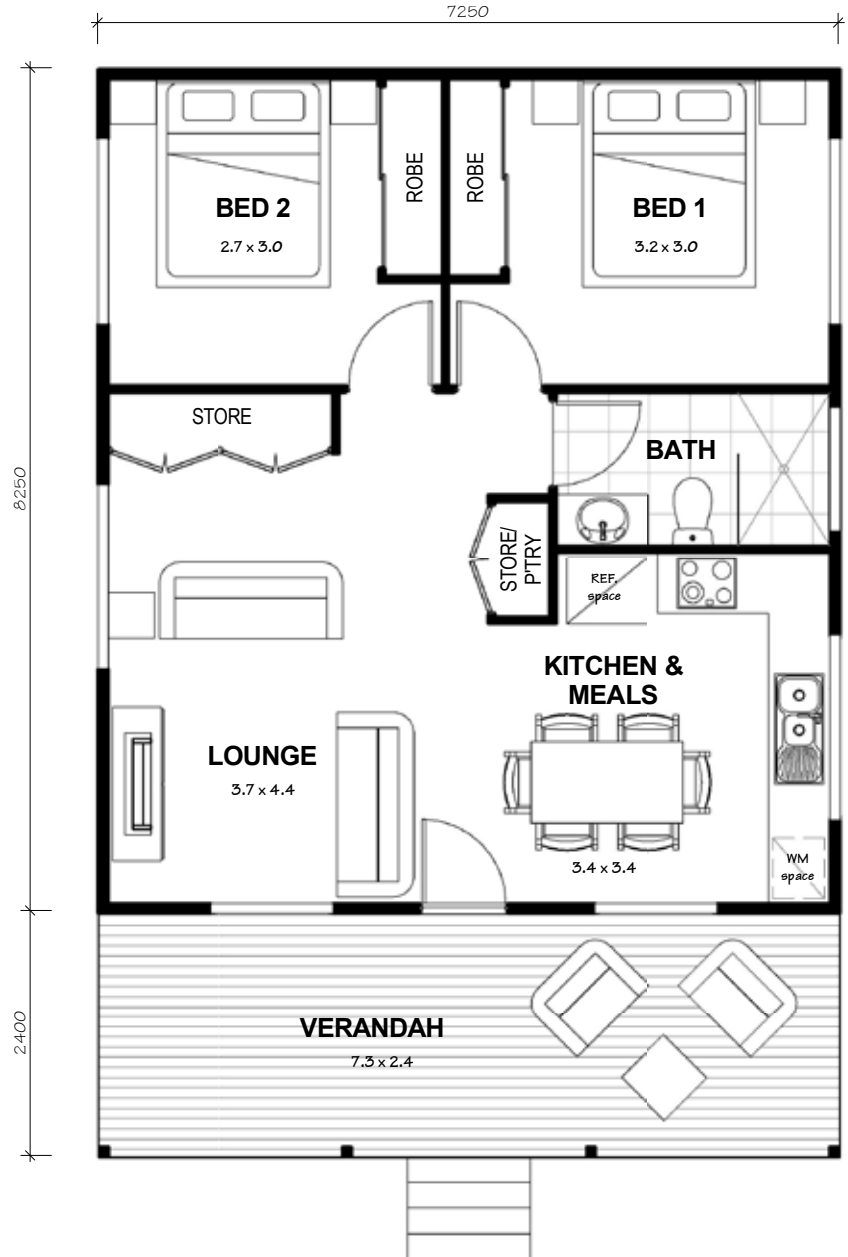 7250
ROBE
ROBE
BED 2
2.7 x 3.0
BED 1
3.2 x 3.0
STORE
BATH
8250
STORE/
P'TRY
REF.
space
KITCHEN &
MEALS
LOUNGE
3.7 x 4.4
3.4 x 3.4
WM
space
2400
VERANDAH
7.3 x 2.4